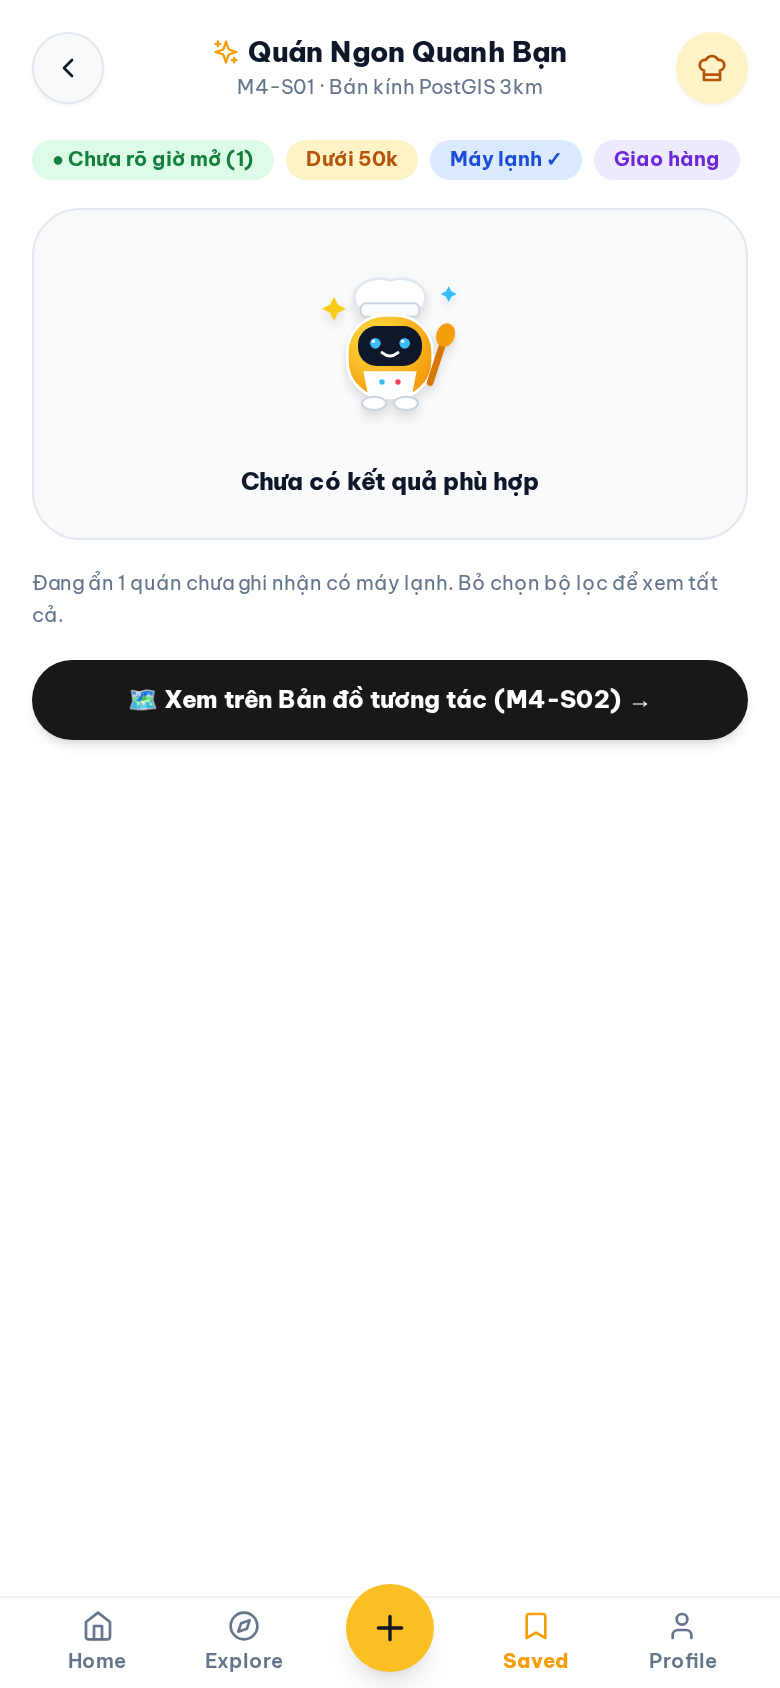 Quán Ngon Quanh Bạn
M4-S01 · Bán kính PostGIS 3km
● Chưa rõ giờ mở (1)
Dưới 50k
Máy lạnh ✓
Giao hàng
Chưa có kết quả phù hợp
Đang ẩn 1 quán chưa ghi nhận có máy lạnh. Bỏ chọn bộ lọc để xem tất
cả.
🗺️ Xem trên Bản đồ tương tác (M4-S02) →
Home
Explore
Saved
Profile